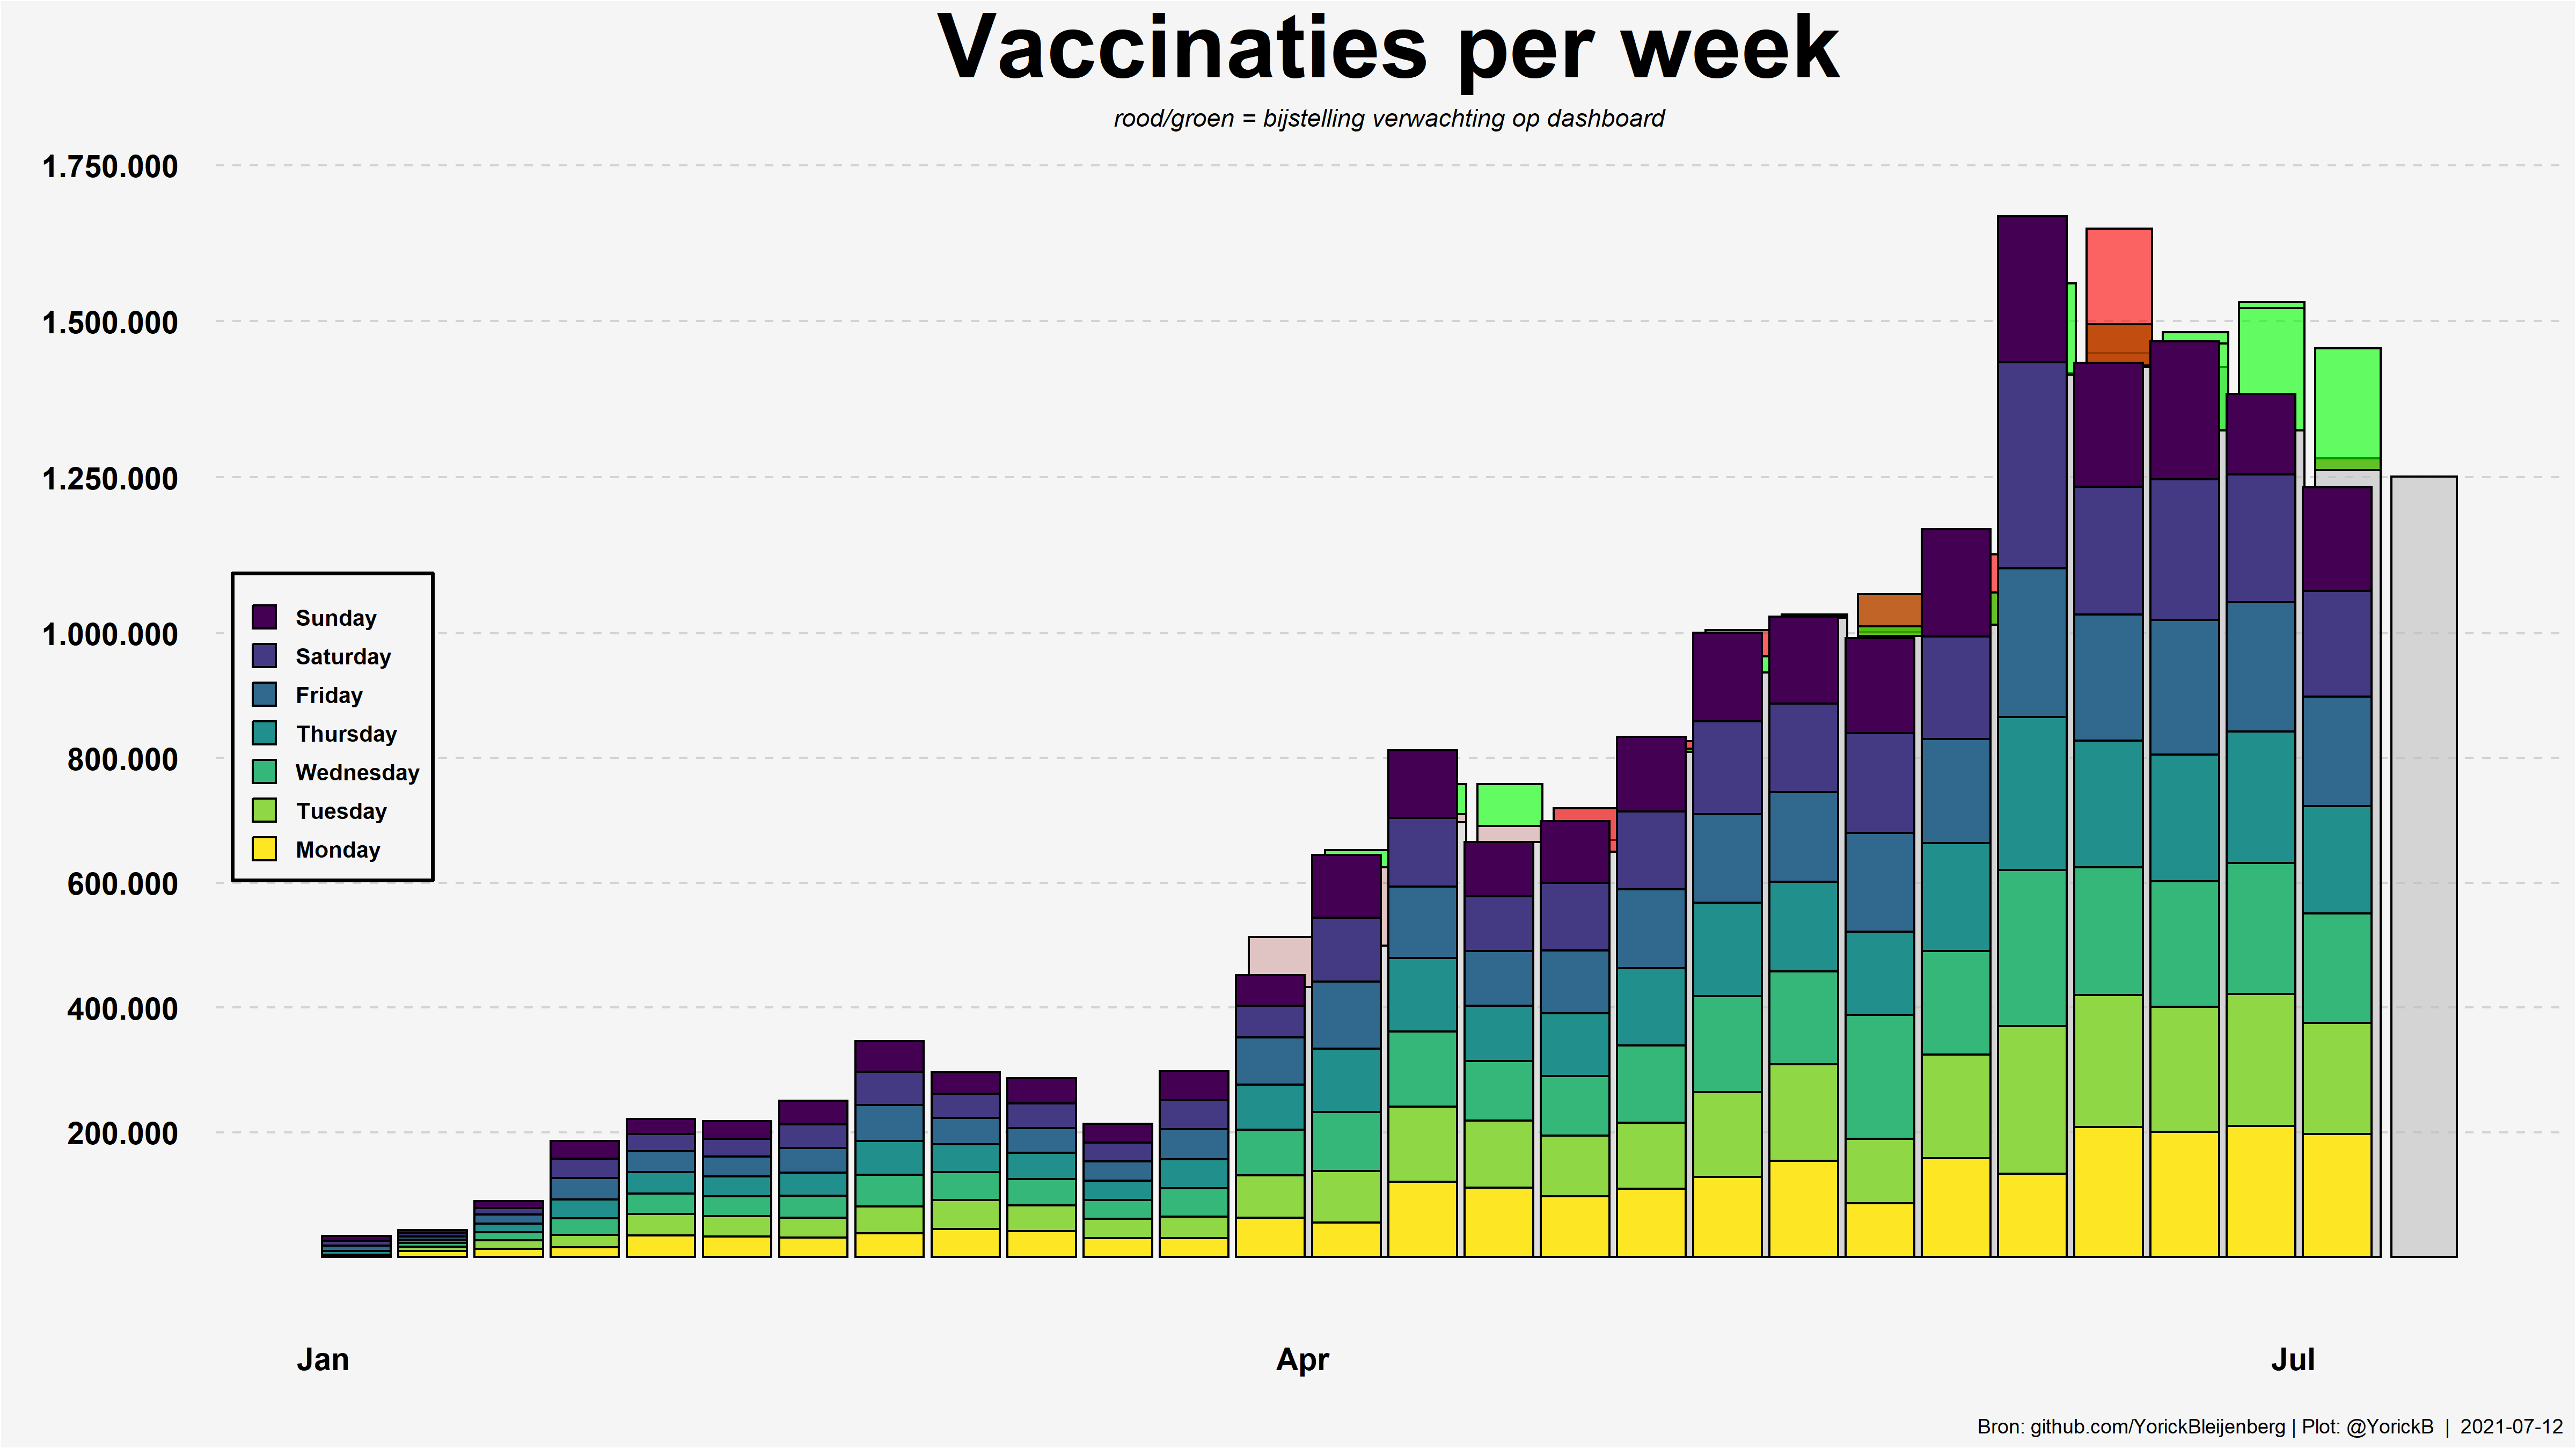 Vaccinaties per week
rood/groen = bijstelling verwachting op dashboard
1.750.000
1.500.000
1.250.000
1.000.000
800.000
600.000
400.000
200.000
Sunday
Saturday
Friday
Thursday
Wednesday
Tuesday
Monday
Jan Apr Jul
Bron: github.com/YorickBleijenberg | Plot: @YorickB | 2021-07-12